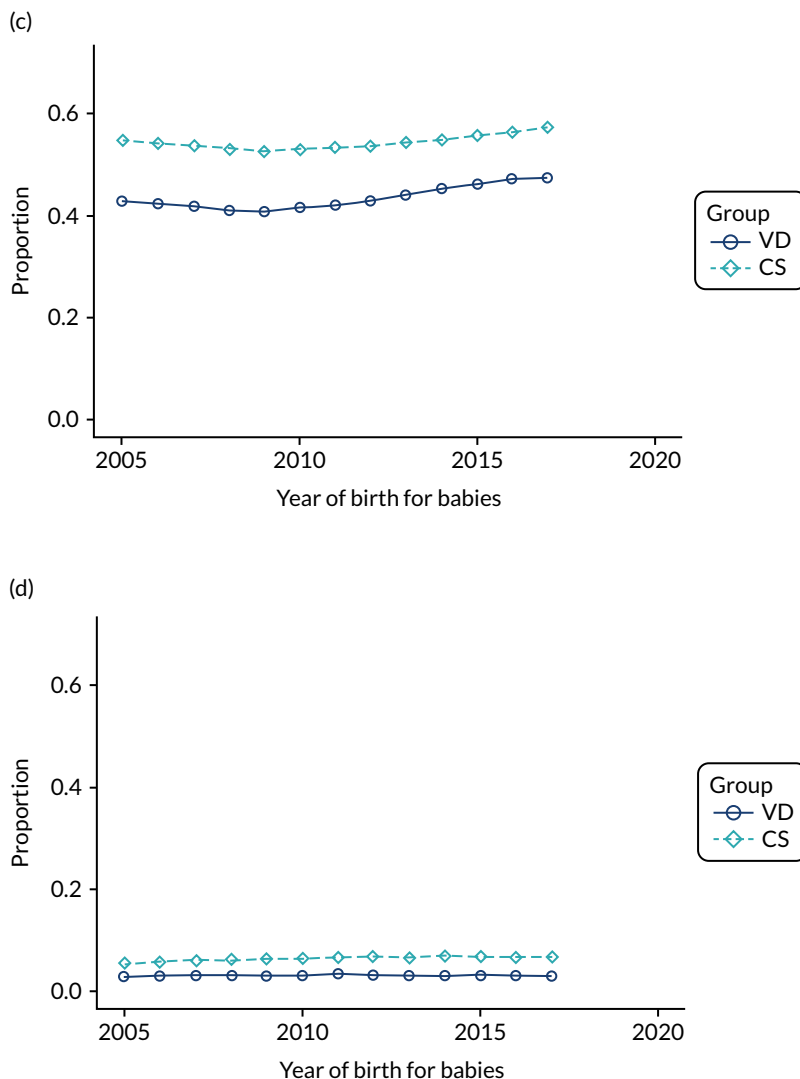 (c)
0.6
0.4
0.2
0.0
Proportion
2005 2010 2015 2020
Year of birth for babies
Group
VD
CS
(d)
0.6
0.4
0.2
0.0
Proportion
2005 2010 2015 2020
Year of birth for babies
Group
VD
CS